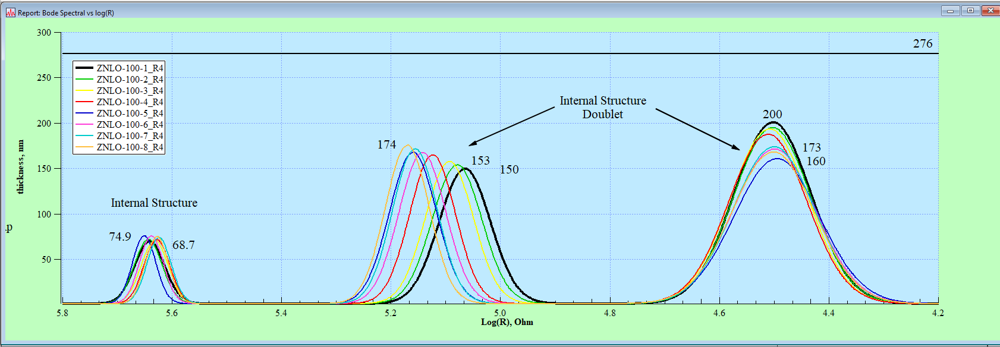 Report: Bode Spectral vs log(R)
300
276
ZNLO-100-1_R4
ZNLO-100-2_R4
250
ZNLO-100-3_R4
ZNLO-100-4_R4
ZNLO-100-5_R4
ZNLO-100-6_R4
ZNLO-100-7_R4
ZNLO-100-8_R4
Internal Structure
Doublet
200
200
174
173
153
160
150
150
thickness, nm
Internal Structure
100
74.9
68.7
50
5.8 5.6 5.4 5.2 5.0 4.8 4.6 4.4 4.2
Log(R), Ohm